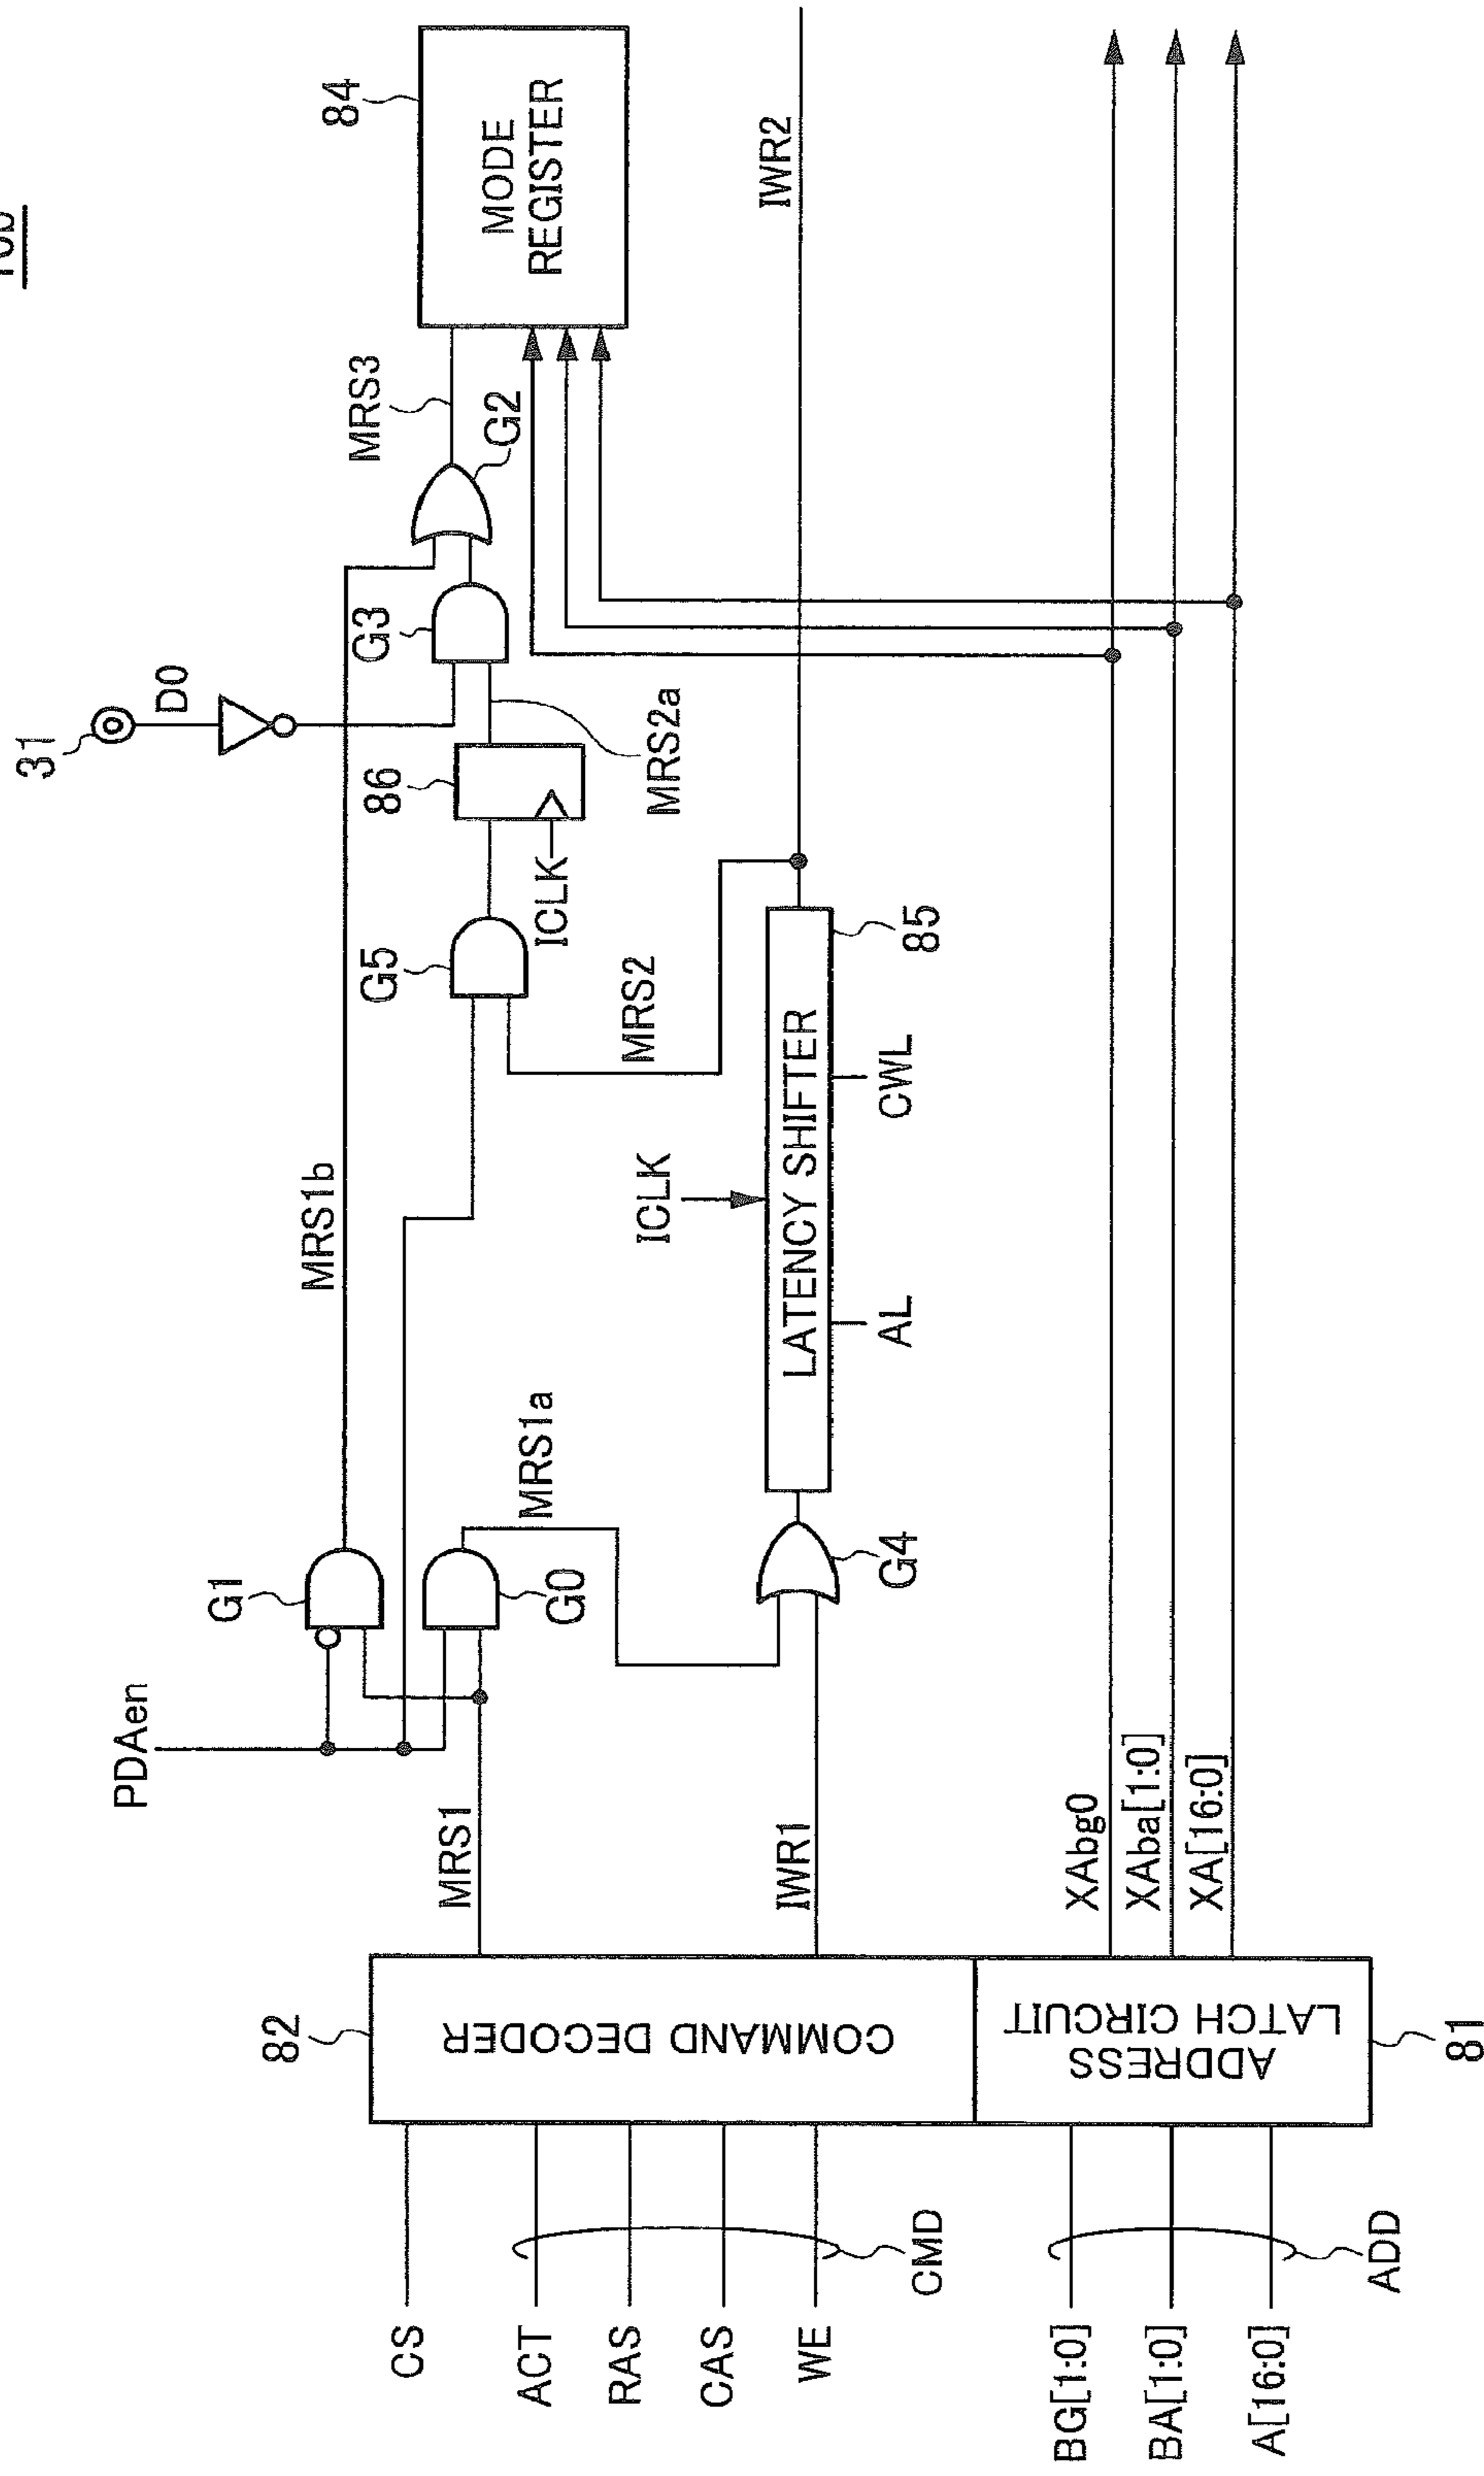 31
D0
84
MODE
REGISTER
MRS3
G2
G3
86
ICLK
MRS2a
G5
MRS1b
MRS2
IWR2
PDAen
G1
G0
MRS1a
ICLK
LATENCY SHIFTER
85
AL
CWL
G4
MRS1
IWR1
82
COMMAND DECODER
ADDRESS
LATCH CIRCUIT
81
XAbg0
XAba[1:0]
XA[16:0]
CS
ACT
RAS
CAS
WE
CMD
BG[1:0]
BA[1:0]
A[16:0]
ADD